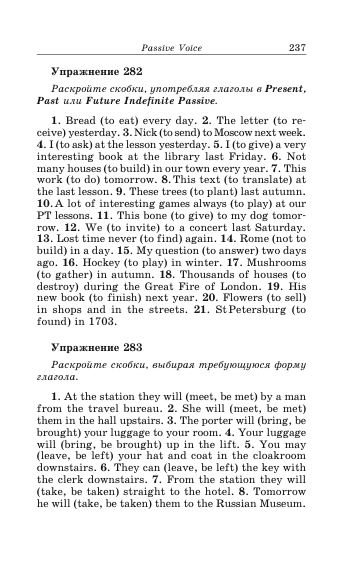 Passive Voice 237
Упражнение 282
Раскройте скобки, употребляя глаголы в Present,
Past или Future Indefinite Passive.
1. Bread (to eat) every day. 2. The letter (to re-
ceive) yesterday. 3. Nick (to send) to Moscow next week.
4. I (to ask) at the lesson yesterday. 5. I (to give) a very
interesting book at the library last Friday. 6. Not
many houses (to build) in our town every year. 7. This
work (to do) tomorrow. 8. This text (to translate) at
the last lesson. 9. These trees (to plant) last autumn.
10. A lot of interesting games always (to play) at our
PT lessons. 11. This bone (to give) to my dog tomor-
row. 12. We (to invite) to a concert last Saturday.
13. Lost time never (to find) again. 14. Rome (not to
build) in a day. 15. My question (to answer) two days
ago. 16. Hockey (to play) in winter. 17. Mushrooms
(to gather) in autumn. 18. Thousands of houses (to
destroy) during the Great Fire of London. 19. His
new book (to finish) next year. 20. Flowers (to sell)
in shops and in the streets. 21. St Petersburg (to
found) in 1703.
Упражнение 283
Раскройте скобки, выбирая требующуюся форму
глагола.
1. At the station they will (meet, be met) by a man
from the travel bureau. 2. She will (meet, be met)
them in the hall upstairs. 3. The porter will (bring, be
brought) your luggage to your room. 4. Your luggage
will (bring, be brought) up in the lift. 5. You may
(leave, be left) your hat and coat in the cloakroom
downstairs. 6. They can (leave, be left) the key with
the clerk downstairs. 7. From the station they will
(take, be taken) straight to the hotel. 8. Tomorrow
he will (take, be taken) them to the Russian Museum.